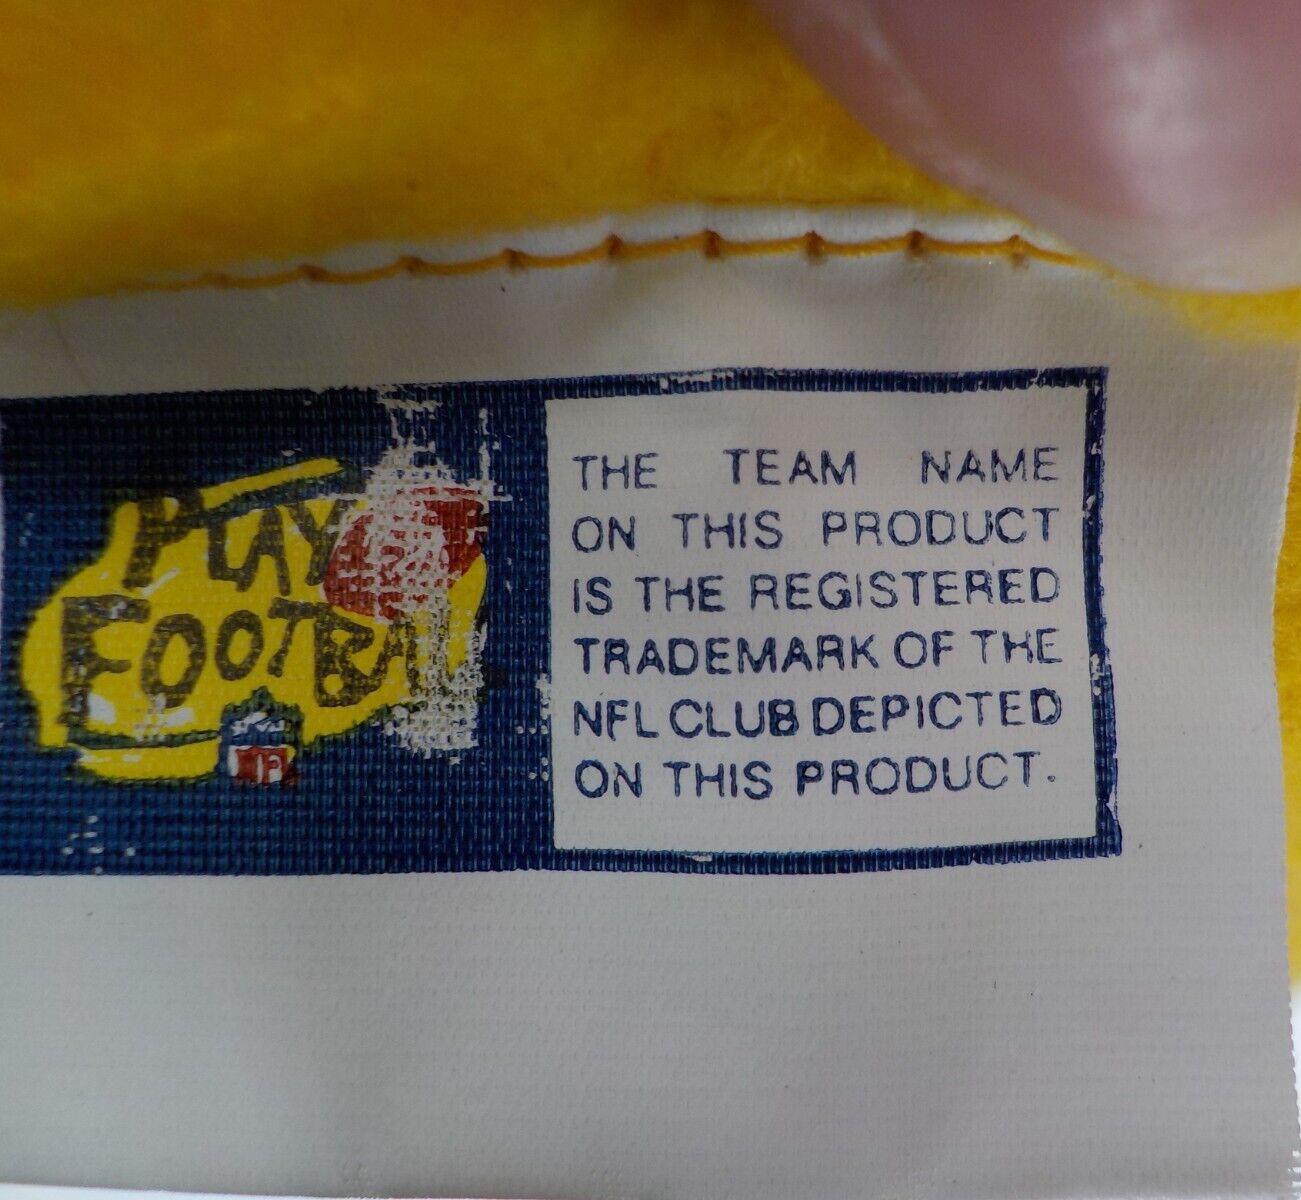 PLAY
FOOTBALL
THE TEAM NAME
ON THIS PRODUCT
IS THE REGISTERED
TRADEMARK OF THE
NFL CLUB DEPICTED
ON THIS PRODUCT.